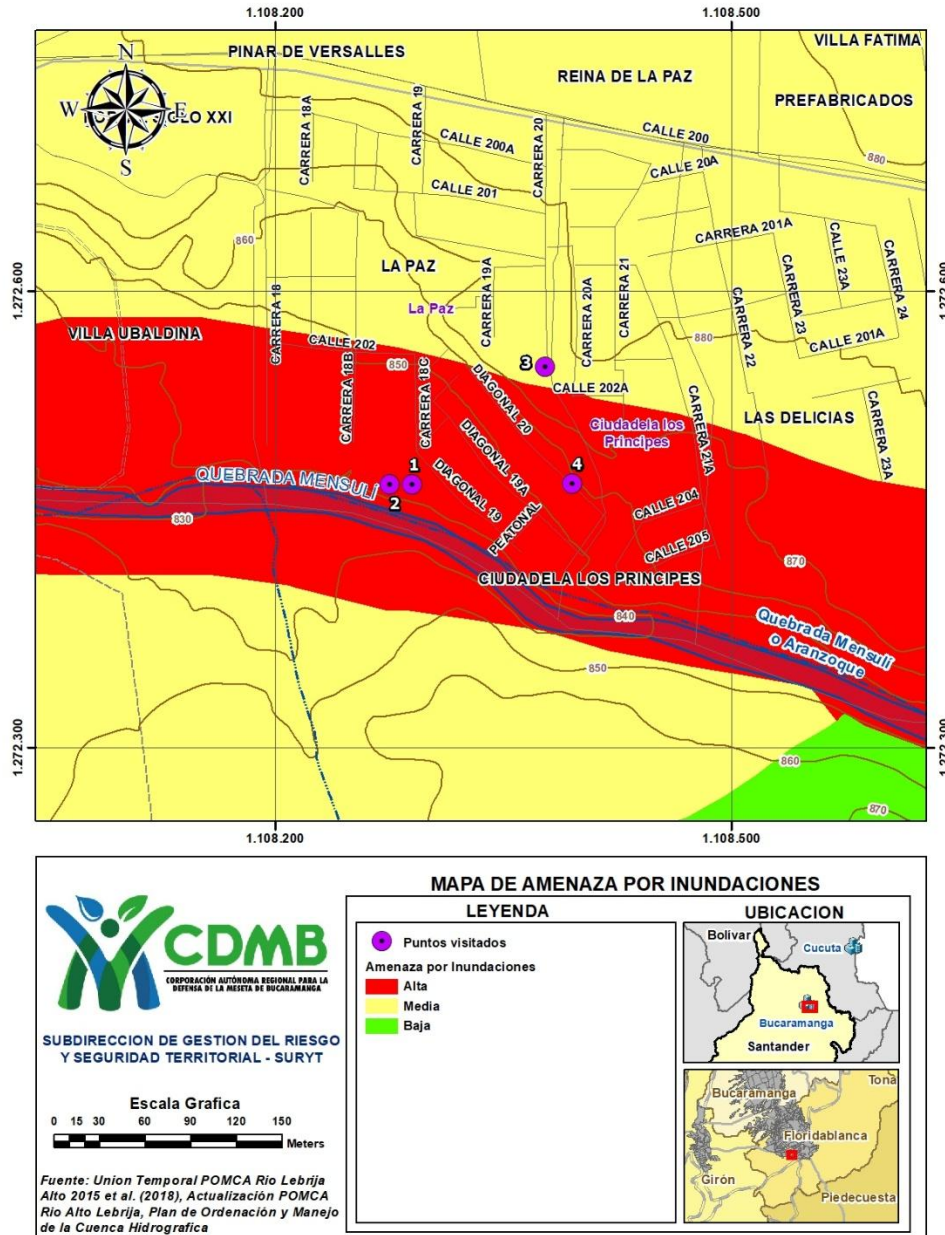 1.108.200
1.108.500
PINAR DE VERSALLES
VILLA FATIMA
REINA DE LA PAZ
PREFABRICADOS
N
W
E
S
LO XXI
CARRERA 18A
CARRERA 19
CARRERA 20
CALLE 200
CALLE 200A
CALLE 20A
880
CALLE 201
CARRERA 201A
CALLE 23A
CARRERA 24
860
LA PAZ
CARRERA 19A
CARRERA 20A
CARRERA 21
CARRERA 23
1.272.600
1.272.600
La Paz
CARRERA 18
VILLA UBALDINA
CALLE 202
CARRERA 18B
850
CARRERA 18C
3
880
CARRERA 22
CALLE 201A
DIAGONAL 20
CALLE 202A
Ciudadela los
Principes
LAS DELICIAS
CARRERA 23A
CARRERA 21A
QUEBRADA MENSULÍ
1
2
4
DIAGONAL 19A
DIAGONAL 19
PEATONAL
CALLE 204
CALLE 205
830
870
CIUDADELA LOS PRINCIPES
840
Quebrada Mensulí
o Aranzoque
850
1.272.300
1.272.300
860
870
1.108.200
1.108.500
CDMB
CORPORACIÓN AUTÓNOMA REGIONAL PARA LA
DEFENSA DE LA MESETA DE BUCARAMANGA
SUBDIRECCION DE GESTION DEL RIESGO
Y SEGURIDAD TERRITORIAL - SURYT
Escala Grafica
0 15 30 60 90 120 150
Meters
Fuente: Union Temporal POMCA Rio Lebrija
Alto 2015 et al. (2018), Actualización POMCA
Rio Alto Lebrija, Plan de Ordenación y Manejo
de la Cuenca Hidrografica
MAPA DE AMENAZA POR INUNDACIONES
LEYENDA
Puntos visitados
Amenaza por Inundaciones
Alta
Media
Baja
UBICACION
Bolivar
Cucuta
Bucaramanga
Santander
Bucaramanga
Tona
Floridablanca
Girón
Piedecuesta